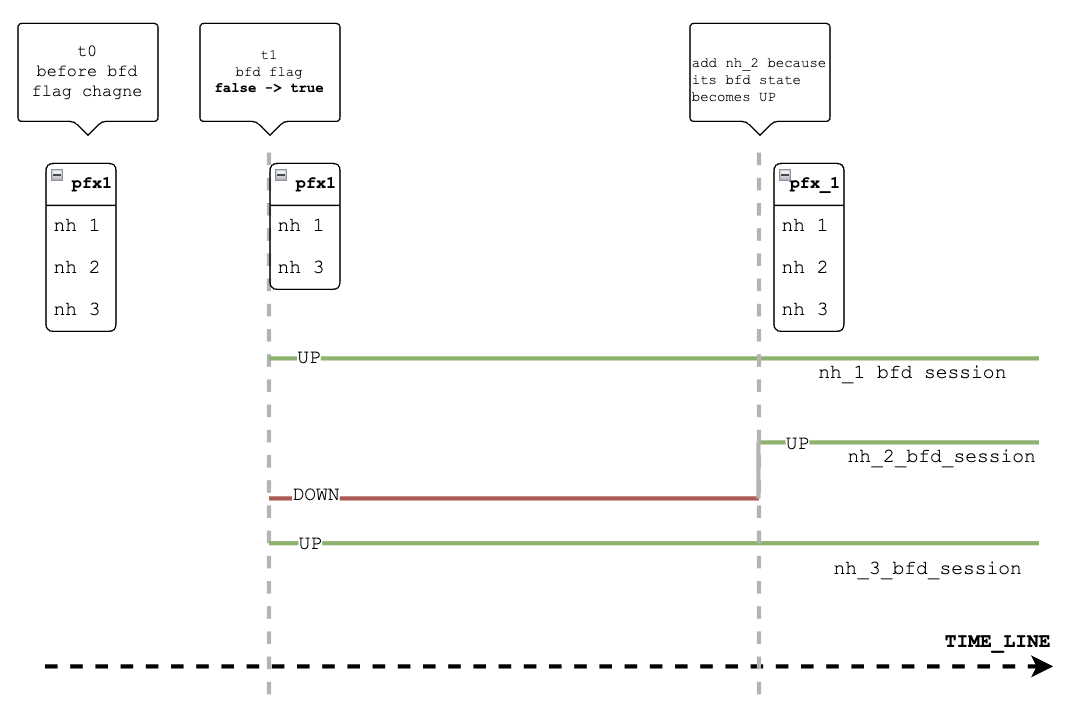 t0
before bfd
flag chagne
t1
bfd flag
false -> true
add nh_2 because
its bfd state
becomes UP
pfx1
nh 1
nh 2
nh 3
pfx1
nh 1
nh 3
pfx_1
nh 1
nh 2
nh 3
UP
nh_1 bfd session
UP
nh_2_bfd_session
DOWN
UP
nh_3_bfd_session
TIME_LINE